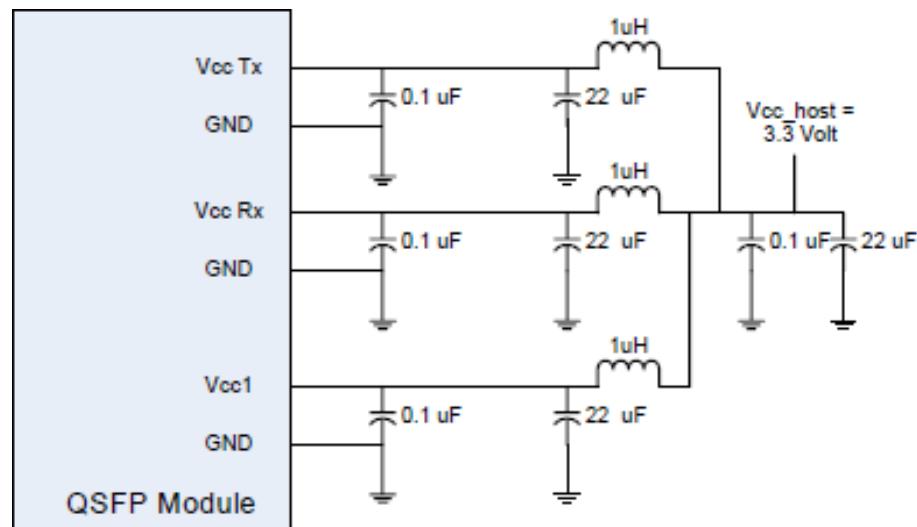 1uH
Vcc Tx
0.1 uF
22 uF
GND
Vcc_host =
3.3 Volt
1uH
Vcc Rx
0.1 uF
22 uF
0.1 uF
22 uF
GND
1uH
Vcc1
0.1 uF
22 uF
GND
QSFP Module